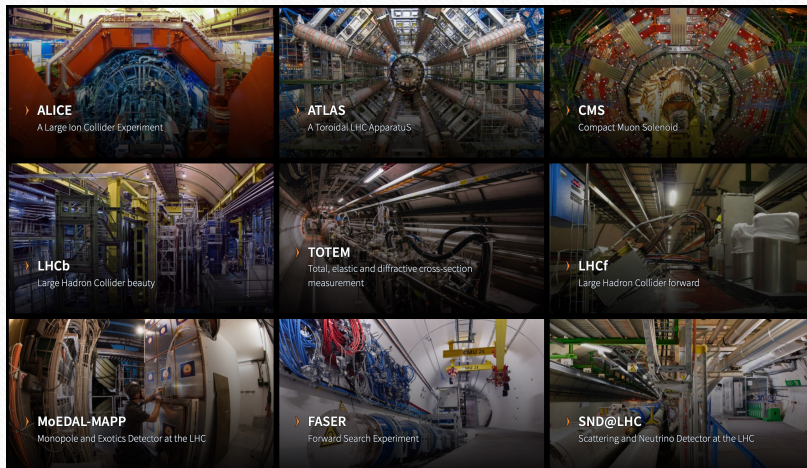 ALICE
A Large Ion Collider Experiment
ATLAS
A Toroidal LHC ApparatuS
CMS
Compact Muon Solenoid
LHCb
Large Hadron Collider beauty
TOTEM
Total, elastic and diffractive cross-section
measurement
LHCf
Large Hadron Collider forward
MoEDAL-MAPP
Monopole and Exotics Detector at the LHC
FASER
Forward Search Experiment
SND@LHC
Scattering and Neutrino Detector at the LHC